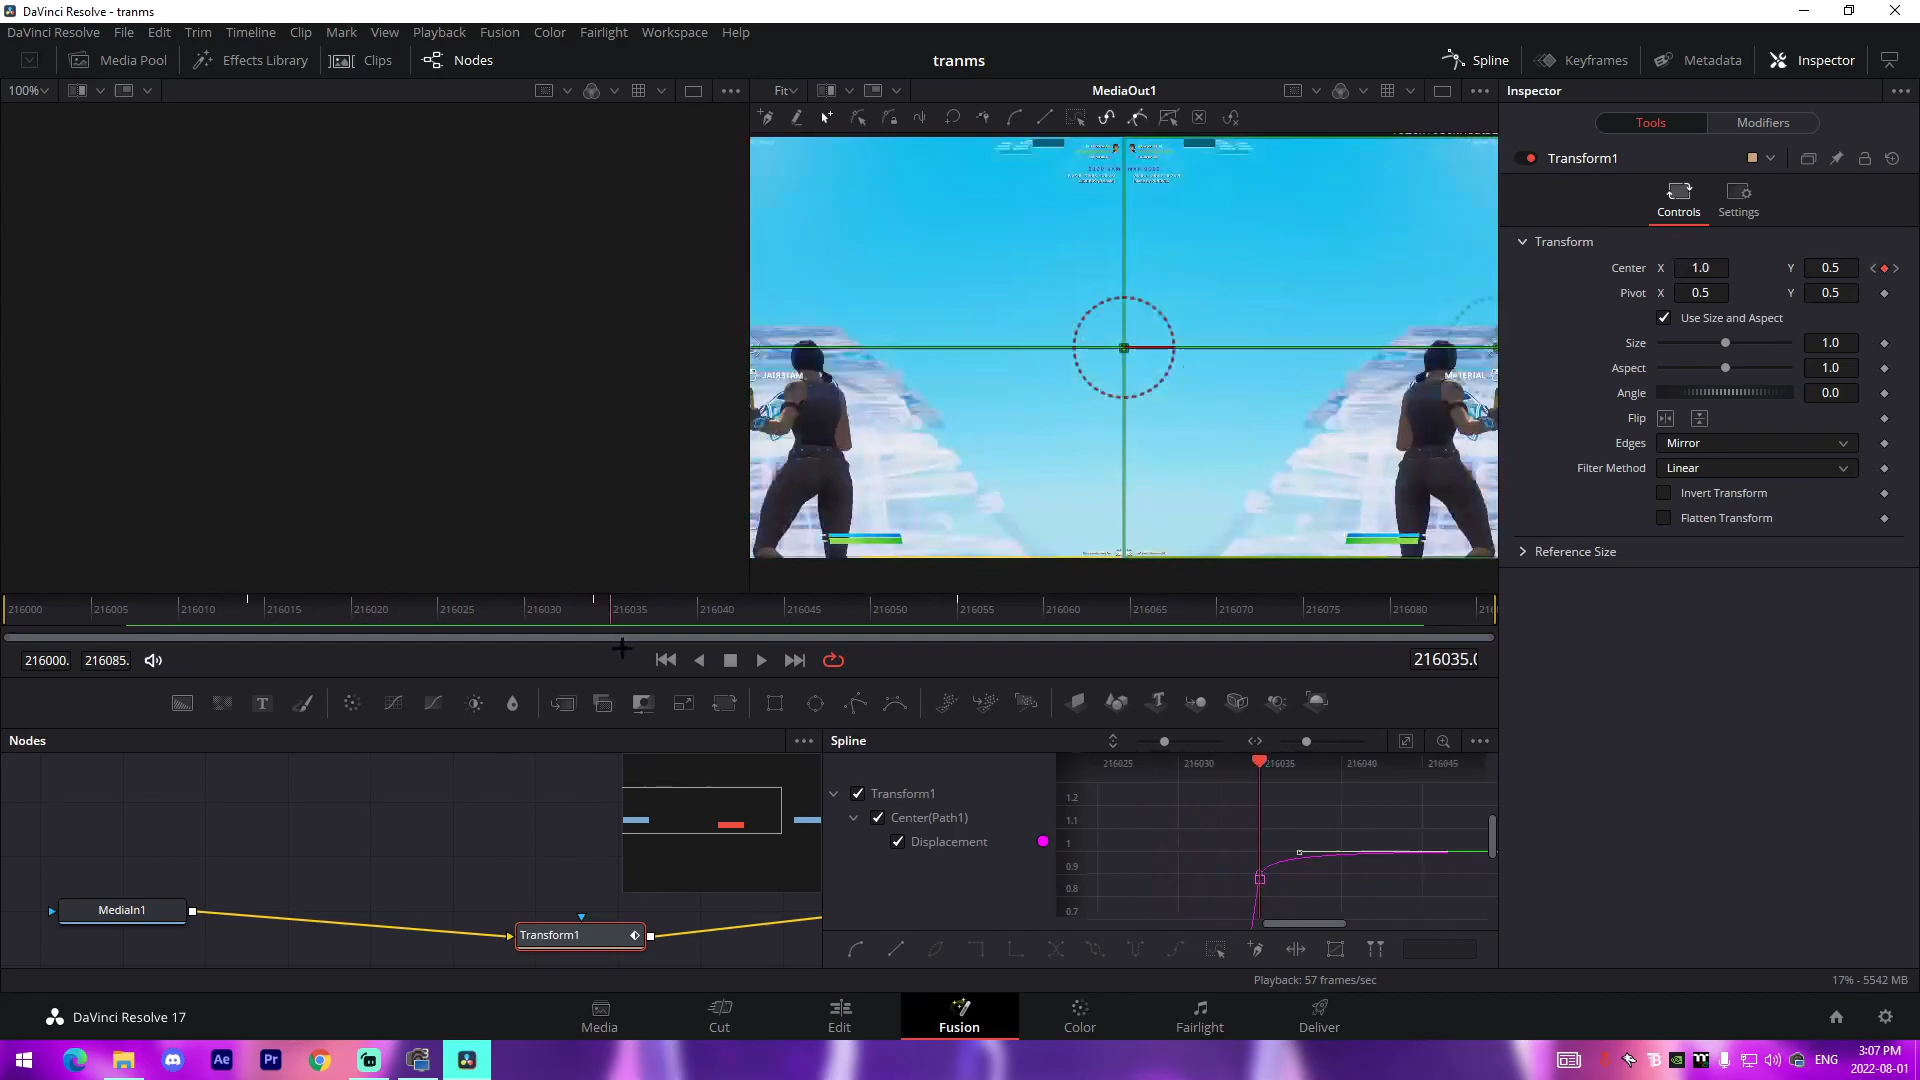 DaVinci Resolve - tranms
DaVinci Resolve File Edit Trim Timeline Clip Mark View Playback Fusion Color Fairlight Workspace Help
Media Pool Effects Library Clips Nodes tranms Spline Keyframes Metadata Inspector
100% Fit MediaOut1 Inspector
Tools Modifiers
Transform1
Controls Settings
Transform
Center X 1.0 Y 0.5
Pivot X 0.5 Y 0.5
Use Size and Aspect
Size 1.0
Aspect 1.0
Angle 0.0
Flip
Edges Mirror
Filter Method Linear
Invert Transform
Flatten Transform
Reference Size
MATERIAL
216000 216005 216010 216015 216020 216025 216030 216035 216040 216045 216050 216055 216060 216065 216070 216075 216080
216000. 216085. 216035.0
Nodes Spline
216025 216030 216035 216040 216045
Transform1
Center(Path1)
Displacement
1.2
1.1
1
0.9
0.8
0.7
MediaIn1
Transform1
Playback: 57 frames/sec 17% - 5542 MB
DaVinci Resolve 17
Media Cut Edit Fusion Color Fairlight Deliver
Ae Pr ENG
3:07 PM
2022-08-01